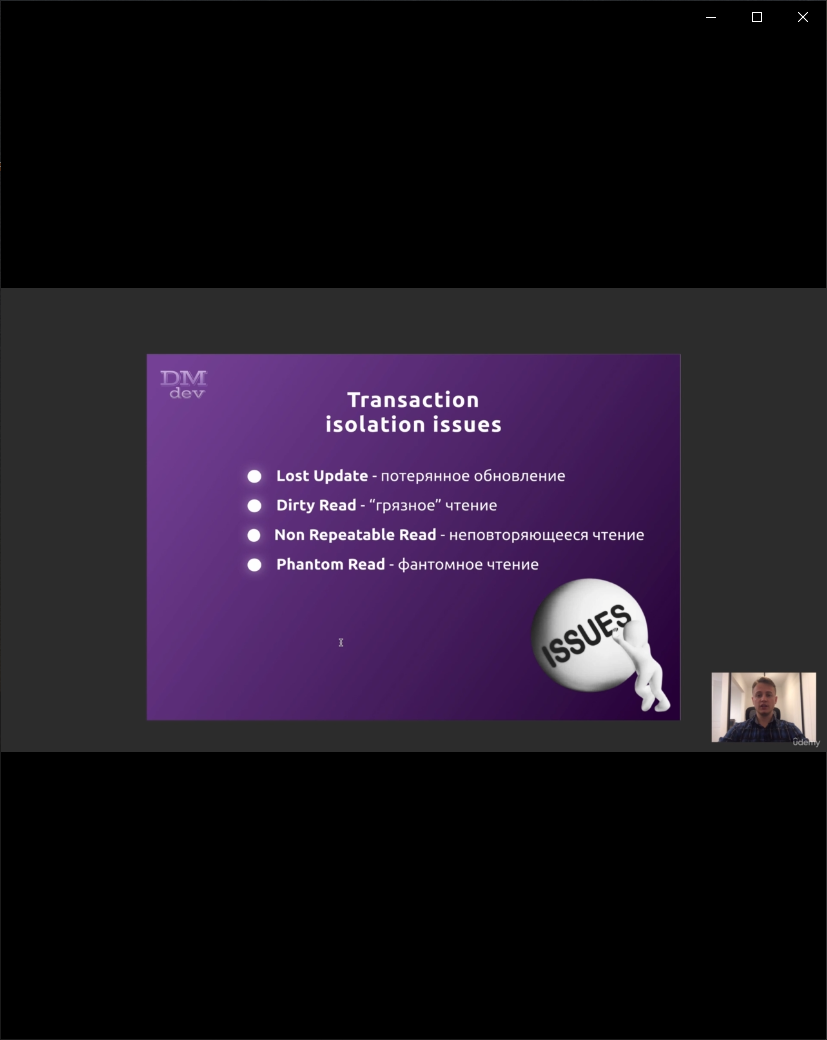 DM
dev
Transaction
isolation issues
Lost Update - потерянное обновление
Dirty Read - “грязное” чтение
Non Repeatable Read - неповторяющееся чтение
Phantom Read - фантомное чтение
ISSUES
ûdemy